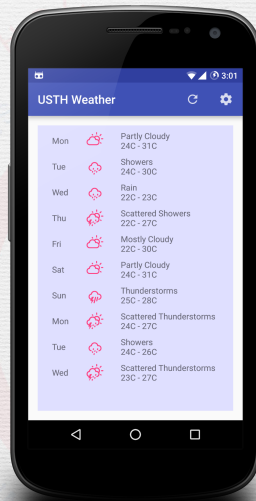 3:01
USTH Weather
Mon
Partly Cloudy
24C - 31C
Tue
Showers
24C - 30C
Wed
Rain
22C - 23C
Thu
Scattered Showers
22C - 27C
Fri
Mostly Cloudy
22C - 30C
Sat
Partly Cloudy
24C - 31C
Sun
Thunderstorms
25C - 28C
Mon
Scattered Thunderstorms
24C - 27C
Tue
Showers
24C - 26C
Wed
Scattered Thunderstorms
23C - 27C